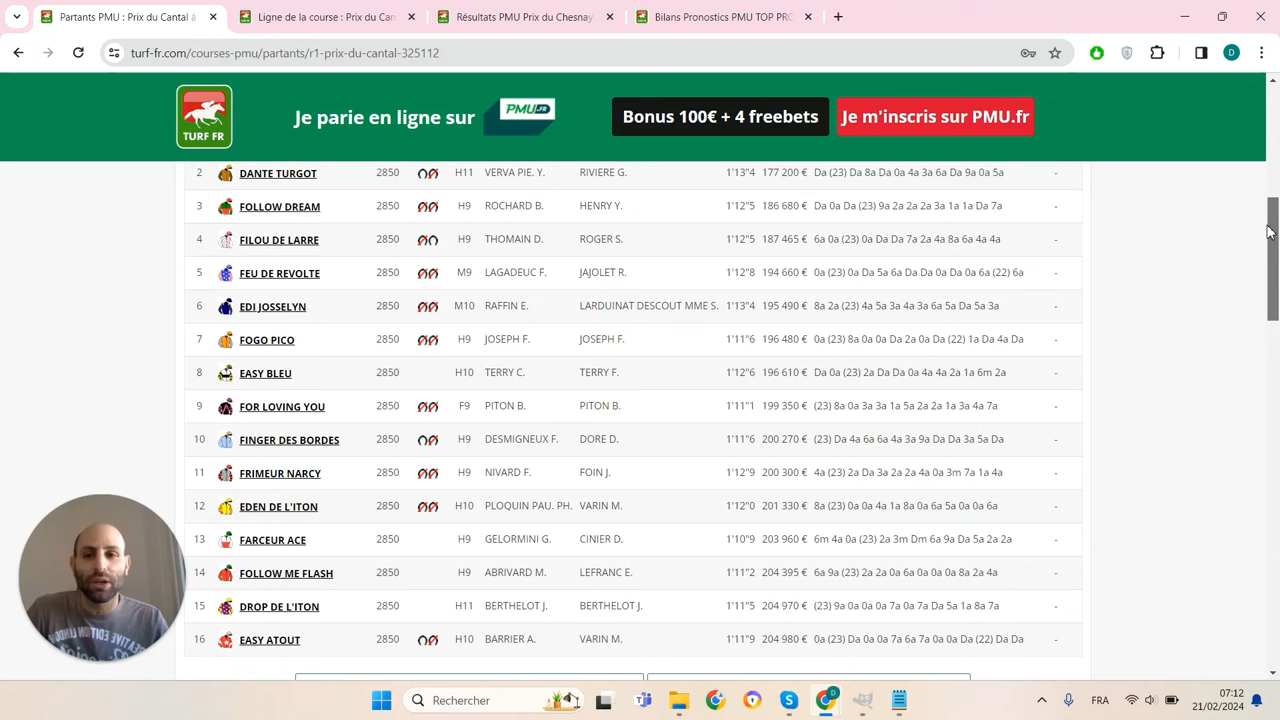 Partants PMU : Prix du Cantal à
Ligne de la course : Prix du Can
Résultats PMU Prix du Chesnay
Bilans Pronostics PMU TOP PRO
turf-fr.com/courses-pmu/partants/r1-prix-du-cantal-325112
TURF FR
Je parie en ligne sur
PMU.FR
Bonus 100€ + 4 freebets
Je m'inscris sur PMU.fr
2 DANTE TURGOT 2850 H11 VERVA PIE. Y. RIVIERE G. 1'13"4 177 200 € Da (23) Da 8a Da 0a 4a 3a 6a Da 9a 0a 5a -
3 FOLLOW DREAM 2850 H9 ROCHARD B. HENRY Y. 1'12"5 186 680 € Da 0a Da (23) 9a 2a 2a 2a 3a 1a 1a Da 7a -
4 FILOU DE LARRE 2850 H9 THOMAIN D. ROGER S. 1'12"5 187 465 € 6a 0a (23) 0a 0a Da Da 7a 2a 4a 8a 6a 4a 4a -
5 FEU DE REVOLTE 2850 M9 LAGADEUC F. JAJOLET R. 1'12"8 194 660 € 0a (23) 0a Da 5a 6a Da Da 0a Da 0a 6a (22) 6a -
6 EDI JOSSELYN 2850 M10 RAFFIN E. LARDUINAT DESCOUT MME S. 1'13"4 195 490 € 8a 2a (23) 4a 5a 3a 4a 3a 6a 5a Da 5a 3a -
7 FOGO PICO 2850 H9 JOSEPH F. JOSEPH F. 1'11"6 196 480 € 0a (23) 8a 0a 0a Da 2a 0a Da (22) 1a Da 4a Da -
8 EASY BLEU 2850 H10 TERRY C. TERRY F. 1'12"6 196 610 € Da 0a (23) 2a Da Da 0a 4a 4a 2a 1a 6m 2a -
9 FOR LOVING YOU 2850 F9 PITON B. PITON B. 1'11"1 199 350 € (23) 8a 0a 3a 3a 1a 5a 2a 2a 1a 3a 4a 7a -
10 FINGER DES BORDES 2850 H9 DESMIGNEUX F. DORE D. 1'11"6 200 270 € (23) Da 4a 6a 6a 4a 3a 9a Da Da 3a 5a Da -
11 FRIMEUR NARCY 2850 H9 NIVARD F. FOIN J. 1'12"9 200 300 € 4a (23) 2a Da 3a 2a 2a 4a 0a 3m 7a 1a 4a -
12 EDEN DE L'ITON 2850 H10 PLOQUIN PAU. PH. VARIN M. 1'12"0 201 330 € 8a (23) 0a 0a 4a 1a 8a 0a 6a 5a 0a 0a 6a -
13 FARCEUR ACE 2850 H9 GELORMINI G. CINIER D. 1'10"9 203 960 € 6m 4a 0a (23) 2a 3m Dm 6a 9a Da 5a 2a 2a -
14 FOLLOW ME FLASH 2850 H9 ABRIVARD M. LEFRANC E. 1'11"2 204 395 € 6a 9a (23) 2a 2a 0a 6a 0a 0a 0a 8a 2a 4a -
15 DROP DE L'ITON 2850 H11 BERTHELOT J. BERTHELOT J. 1'11"5 204 970 € (23) 9a 0a 0a 0a 7a 0a 7a Da 5a 1a 8a 7a -
16 EASY ATOUT 2850 H10 BARRIER A. VARIN M. 1'11"9 204 980 € 0a (23) Da 0a 0a 7a 6a 7a 0a 0a 0a Da (22) Da Da -
Rechercher
FRA
07:12
21/02/2024